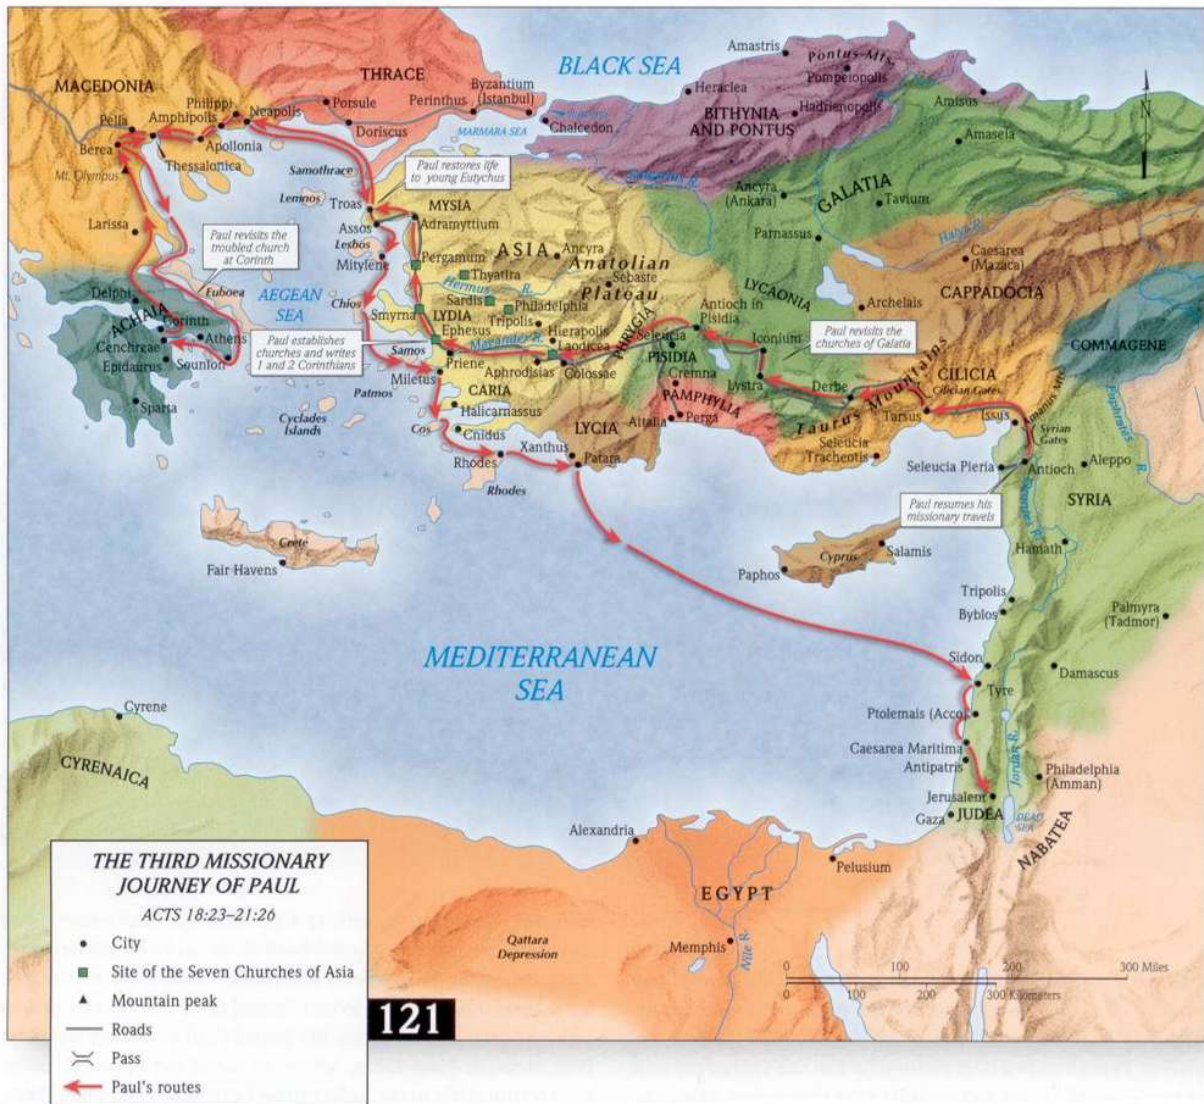 BLACK SEA
Amastris
Pontus Mts.
Pompeiopolis
MACEDONIA
THRACE
Byzantium
(Istanbul)
Heraclea
Hadrianopolis
BITHYNIA
AND PONTUS
Amisus
Philippi
Neapolis
Porsule
Perinthus
Amphipolis
Pella
Doriscus
MARMARA SEA
Chalcedon
Amaseia
Berea
Apollonia
Thessalonica
Mt. Olympus
Samothrace
Paul restores life
to young Eutychus
Lemnos
Troas
MYSIA
Ancyra
(Ankara)
GALATIA
Tavium
Larissa
Assos
Adramyttium
Parnassus
Halys R.
Paul revisits the
troubled church
at Corinth
Lesbos
Mitylene
ASIA
Ancyra
Anatolian
Plateau
Caesarea
(Mazaca)
Pergamum
Thyatira
Sebaste
LYCAONIA
CAPPADOCIA
Delphi
Euboea
AEGEAN
SEA
Chios
Hermus
R.
Sardis
Philadelphia
Archelais
ACHAIA
Smyrna
LYDIA
Tripolis
Antioch in
Pisidia
Corinth
Athens
Ephesus
Hierapolis
PHRYGIA
Seleucia
Iconium
Paul revisits the
churches of Galatia
COMMAGENE
Cenchreae
Paul establishes
churches and writes
1 and 2 Corinthians
Maeander R.
Laodicea
Epidaurus
Sounion
Samos
Priene
Aphrodisias
Colossae
PISIDIA
Cremna
Lystra
Derbe
CILICIA
Cilician Gates
Miletus
Patmos
CARIA
PAMPHYLIA
Taurus Mountains
Tarsus
Issus
Amanus Mts.
Euphrates
R.
Sparta
Cyclades
Islands
Halicarnassus
Attalia
Perga
Syrian
Gates
Cos
Cnidus
LYCIA
Seleucia
Tracheotis
Xanthus
Patara
Rhodes
Seleucia Pieria
Antioch
Aleppo
Rhodes
Paul resumes his
missionary travels
SYRIA
Crete
Cyprus
Salamis
Hamath
Fair Havens
Paphos
Tripolis
Byblos
Palmyra
(Tadmor)
MEDITERRANEAN
SEA
Sidon
Damascus
Tyre
Cyrene
Ptolemais (Acco)
CYRENAICA
Caesarea Maritima
Antipatris
Jordan R.
Philadelphia
(Amman)
Jerusalem
Gaza
JUDEA
DEAD
SEA
NABATEA
Alexandria
Pelusium
EGYPT
Qattara
Depression
Memphis
Nile R.
N
0 100 200 300 Miles
0 100 200 300 Kilometers
THE THIRD MISSIONARY
JOURNEY OF PAUL
ACTS 18:23–21:26
City
Site of the Seven Churches of Asia
Mountain peak
Roads
Pass
Paul's routes
121